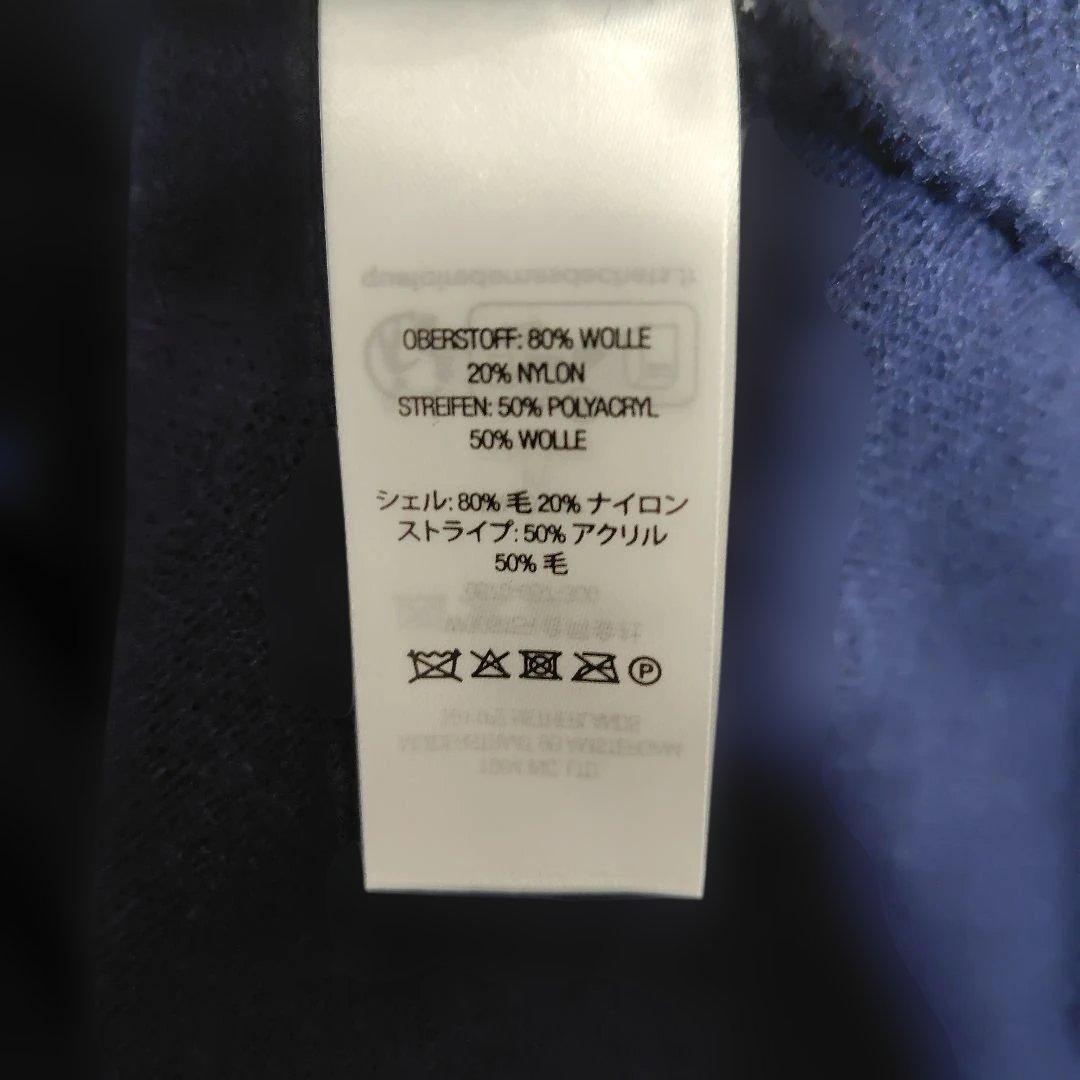 OBERSTOFF: 80% WOLLE
20% NYLON
STREIFEN: 50% POLYACRYL
50% WOLLE
シェル: 80% 毛 20% ナイロン
ストライプ: 50% アクリル
50% 毛
P